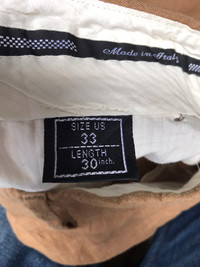 Made in Italy
SIZE US
33
LENGTH
30 inch.